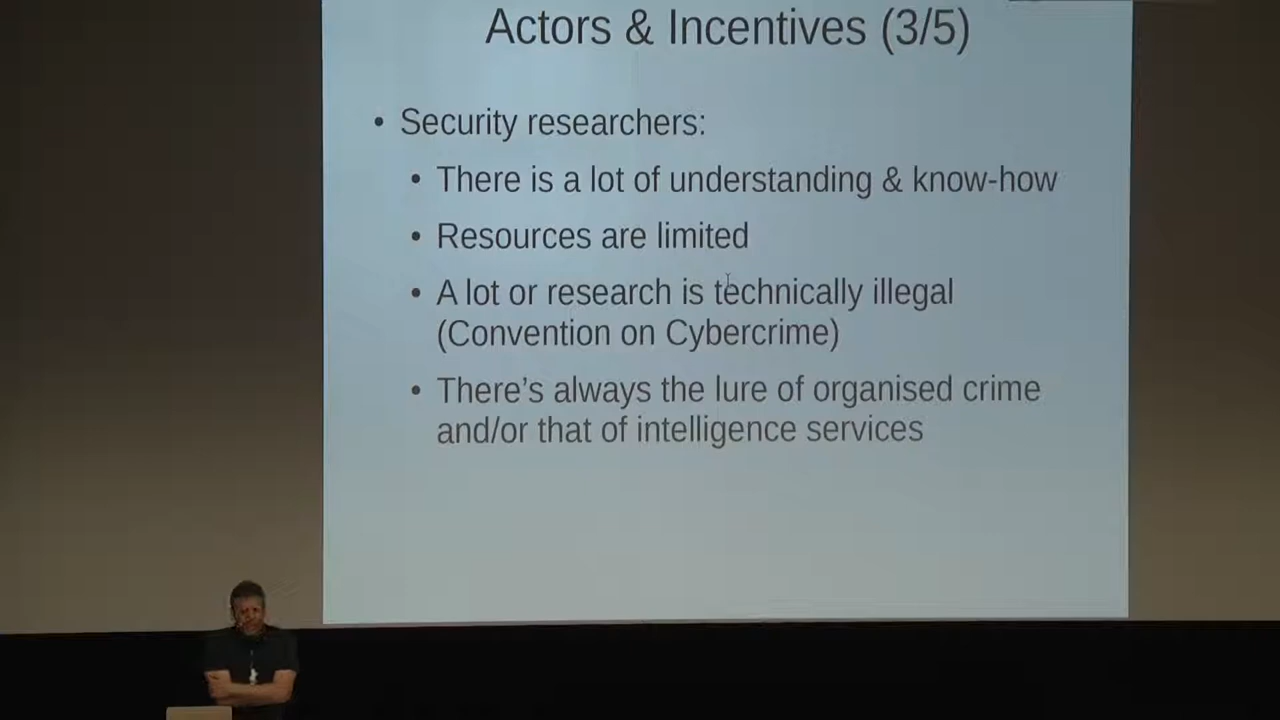 Actors & Incentives (3/5)
• Security researchers:
• There is a lot of understanding & know-how
• Resources are limited
• A lot or research is technically illegal
(Convention on Cybercrime)
• There's always the lure of organised crime
and/or that of intelligence services